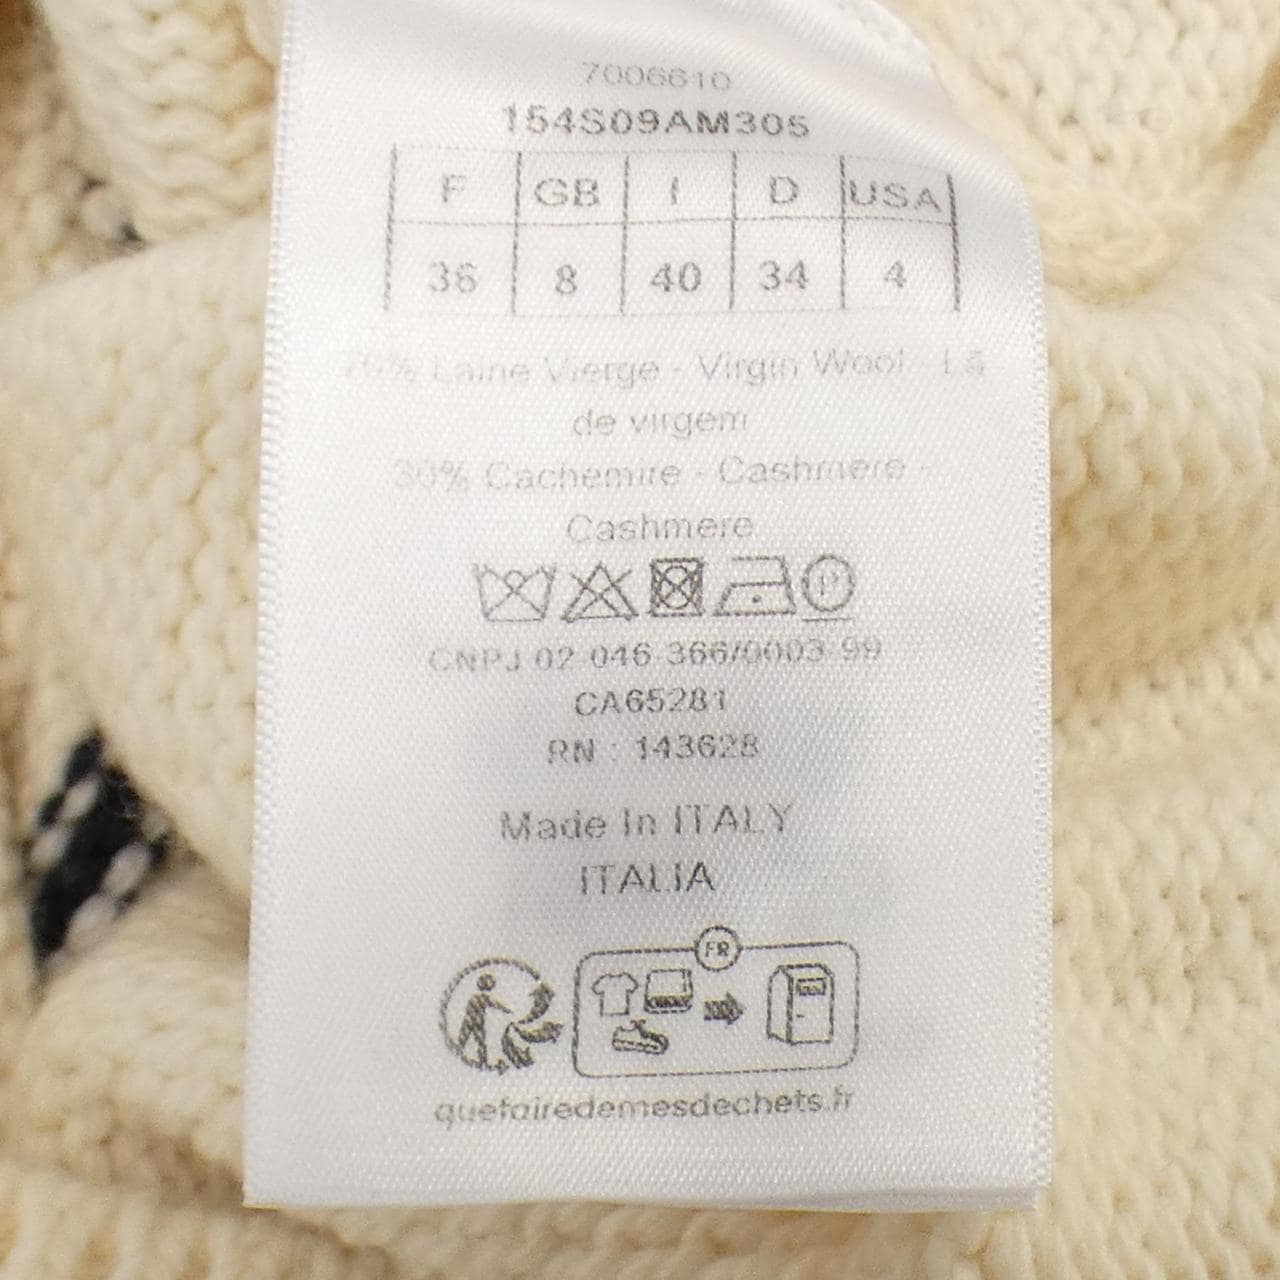 7006610
154S09AM305
F GB I D USA
36 8 40 34 4
70% Laine Vierge - Virgin Wool - Lã
de virgem
30% Cachemire - Cashmere -
Cashmere
P
CNPJ 02 046 366/0003-99
CA65281
RN : 143628
Made In ITALY
ITALIA
FR
quefairedemesdechets.fr